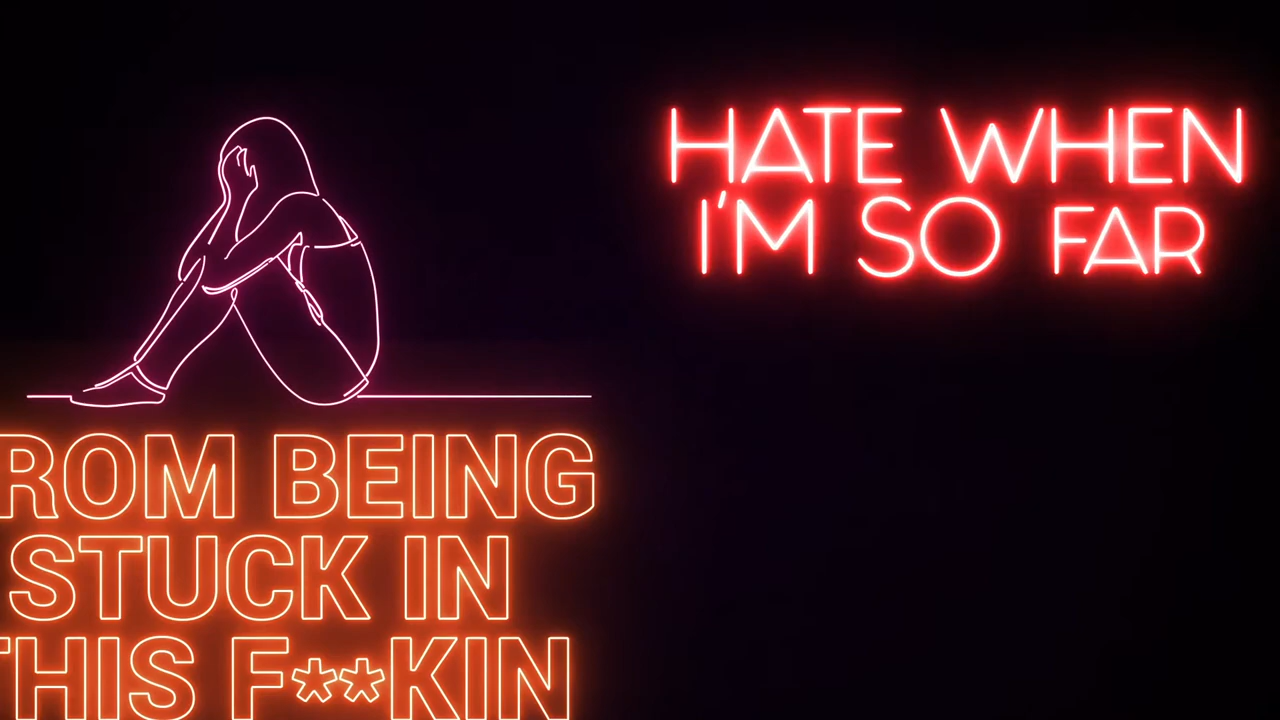 HATE WHEN
I'M SO FAR
ROM BEING
STUCK IN
THIS F**KIN